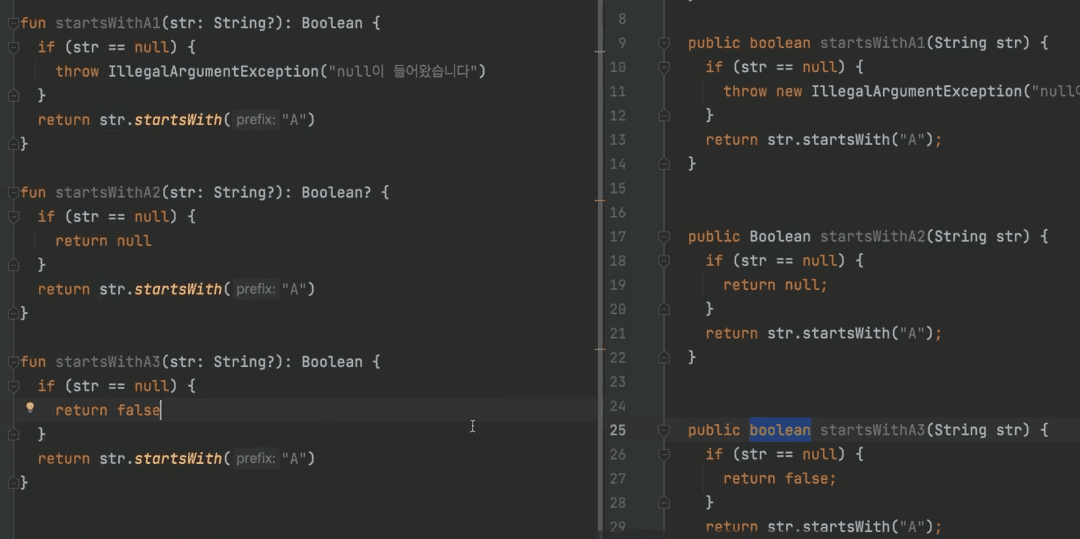 fun startsWithA1(str: String?): Boolean {
if (str == null) {
throw IllegalArgumentException("null이 들어왔습니다")
}
return str.startsWith( prefix: "A")
}
fun startsWithA2(str: String?): Boolean? {
if (str == null) {
return null
}
return str.startsWith( prefix: "A")
}
fun startsWithA3(str: String?): Boolean {
if (str == null) {
return false
}
return str.startsWith( prefix: "A")
}
8
9 public boolean startsWithA1(String str) {
10 if (str == null) {
11 throw new IllegalArgumentException("null
12 }
13 return str.startsWith("A");
14 }
15
16
17 public Boolean startsWithA2(String str) {
18 if (str == null) {
19 return null;
20 }
21 return str.startsWith("A");
22 }
23
24
25 public boolean startsWithA3(String str) {
26 if (str == null) {
27 return false;
28 }
29 return str.startsWith("A");